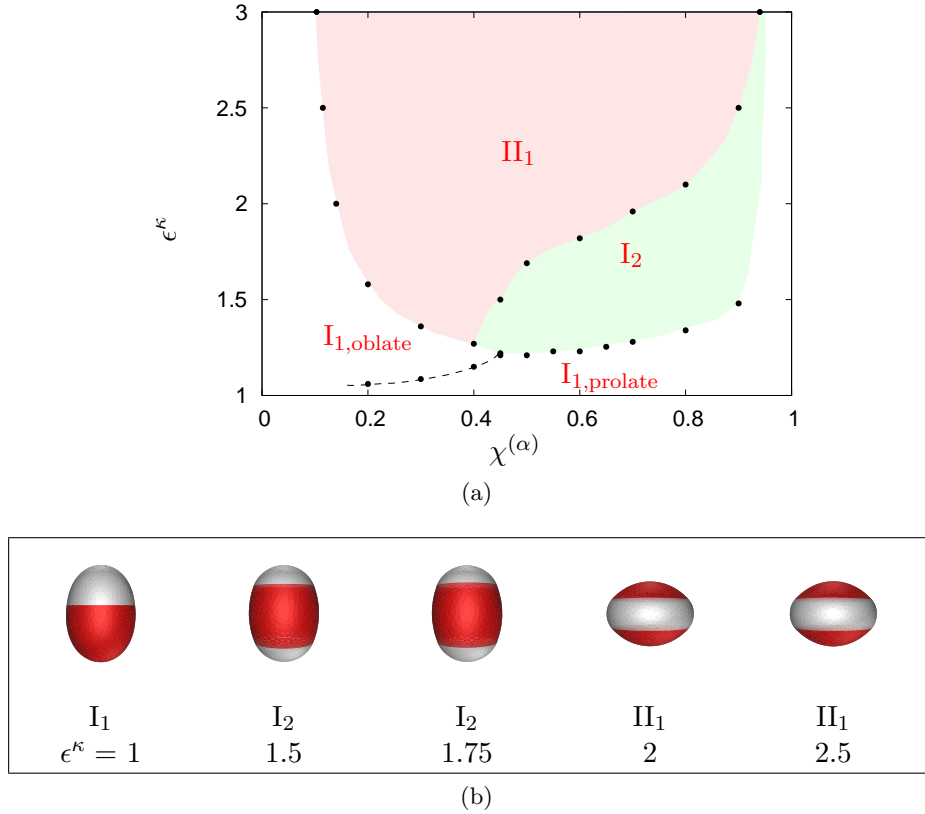 3
2.5
2
1.5
1
ϵ^κ
II₁
I₂
I₁,oblate
I₁,prolate
0 0.2 0.4 0.6 0.8 1
χ^(α)
(a)
I₁ I₂ I₂ II₁ II₁
ϵ^κ = 1 1.5 1.75 2 2.5
(b)